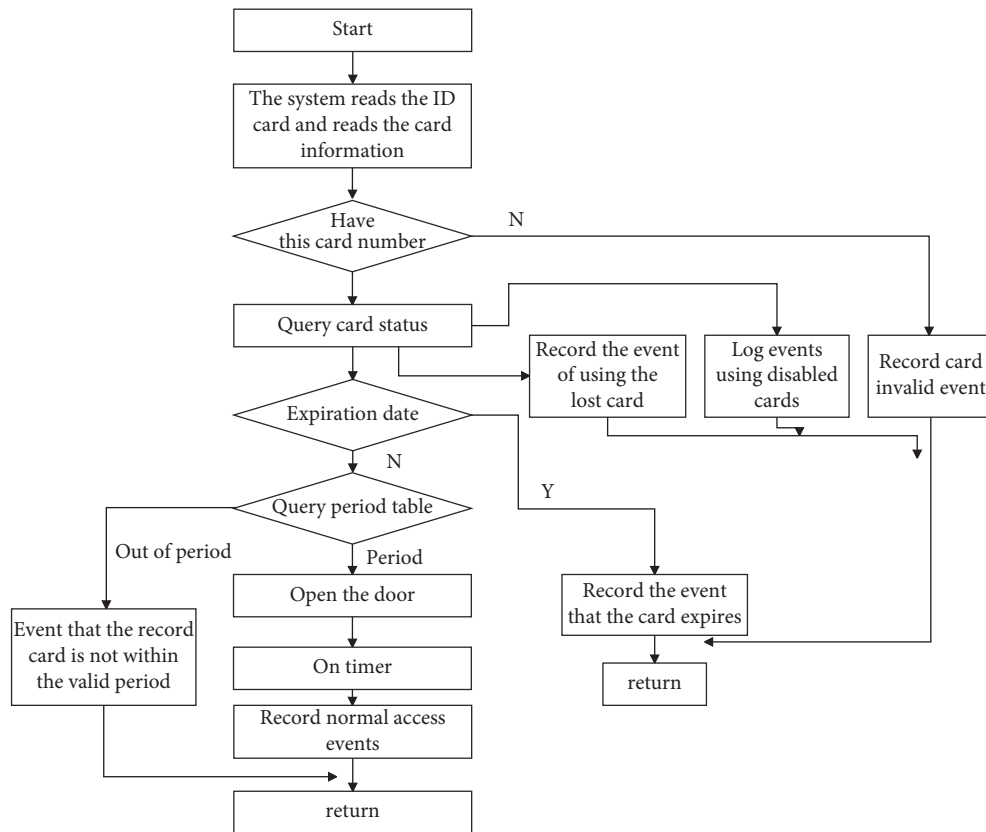 Start
The system reads the ID
card and reads the card
information
Have
this card number
N
Query card status
Record the event
of using the
lost card
Log events
using disabled
cards
Record card
invalid event
Expiration date
N
Y
Query period table
Out of period
Period
Open the door
Record the event
that the card expires
Event that the record
card is not within
the valid period
On timer
return
Record normal access
events
return